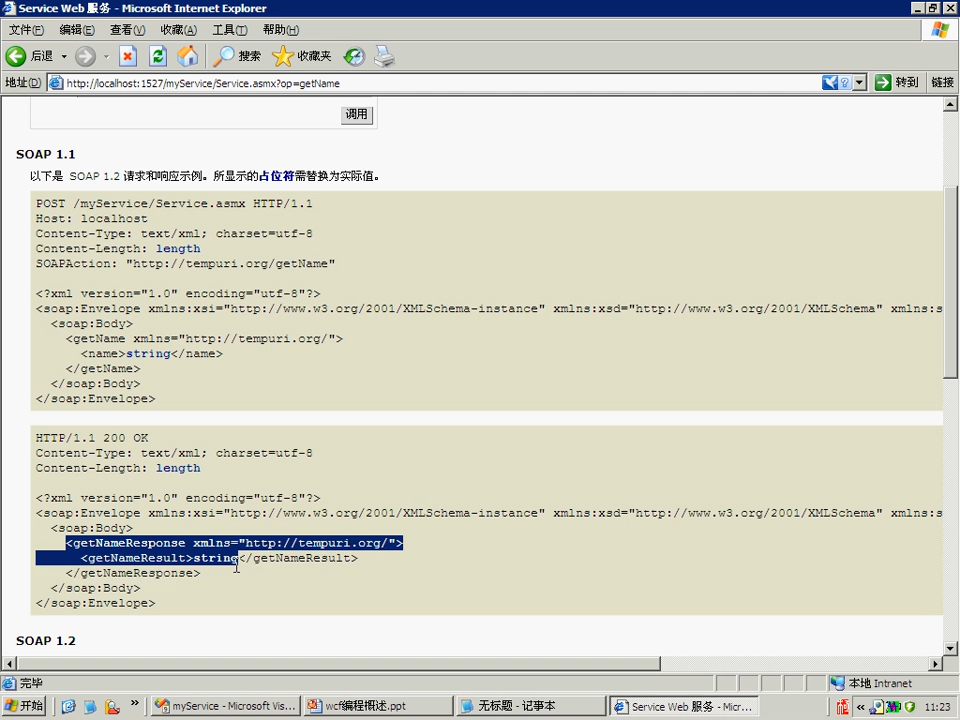 Service Web 服务 - Microsoft Internet Explorer
文件(F) 编辑(E) 查看(V) 收藏(A) 工具(T) 帮助(H)
后退 搜索 收藏夹
地址(D) http://localhost:1527/myService/Service.asmx?op=getName 转到 链接
调用
SOAP 1.1
以下是 SOAP 1.2 请求和响应示例。所显示的占位符需替换为实际值。
POST /myService/Service.asmx HTTP/1.1
Host: localhost
Content-Type: text/xml; charset=utf-8
Content-Length: length
SOAPAction: "http://tempuri.org/getName"
<?xml version="1.0" encoding="utf-8"?>
<soap:Envelope xmlns:xsi="http://www.w3.org/2001/XMLSchema-instance" xmlns:xsd="http://www.w3.org/2001/XMLSchema" xmlns:s
<soap:Body>
<getName xmlns="http://tempuri.org/">
<name>string</name>
</getName>
</soap:Body>
</soap:Envelope>
HTTP/1.1 200 OK
Content-Type: text/xml; charset=utf-8
Content-Length: length
<?xml version="1.0" encoding="utf-8"?>
<soap:Envelope xmlns:xsi="http://www.w3.org/2001/XMLSchema-instance" xmlns:xsd="http://www.w3.org/2001/XMLSchema" xmlns:s
<soap:Body>
<getNameResponse xmlns="http://tempuri.org/">
<getNameResult>string</getNameResult>
</getNameResponse>
</soap:Body>
</soap:Envelope>
SOAP 1.2
完毕 本地 Intranet
开始 » myService - Microsoft Vis... wcf编程概述.ppt 无标题 - 记事本 Service Web 服务 - Micr... « 11:23